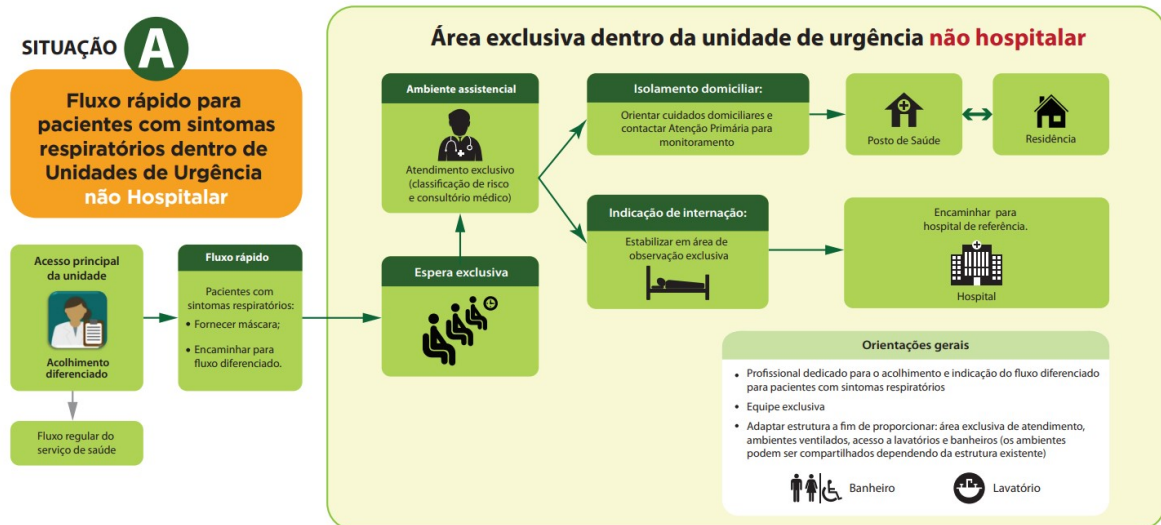 SITUAÇÃO A
Fluxo rápido para
pacientes com sintomas
respiratórios dentro de
Unidades de Urgência
não Hospitalar
Acesso principal
da unidade
Acolhimento
diferenciado
Fluxo regular do
serviço de saúde
Fluxo rápido
Pacientes com
sintomas respiratórios:
• Fornecer máscara;
• Encaminhar para
fluxo diferenciado.
Área exclusiva dentro da unidade de urgência não hospitalar
Espera exclusiva
Ambiente assistencial
Atendimento exclusivo
(classificação de risco
e consultório médico)
Isolamento domiciliar:
Orientar cuidados domiciliares e
contactar Atenção Primária para
monitoramento
Posto de Saúde
Residência
Indicação de internação:
Estabilizar em área de
observação exclusiva
Encaminhar para
hospital de referência.
Hospital
Orientações gerais
• Profissional dedicado para o acolhimento e indicação do fluxo diferenciado
para pacientes com sintomas respiratórios
• Equipe exclusiva
• Adaptar estrutura a fim de proporcionar: área exclusiva de atendimento,
ambientes ventilados, acesso a lavatórios e banheiros (os ambientes
podem ser compartilhados dependendo da estrutura existente)
Banheiro
Lavatório